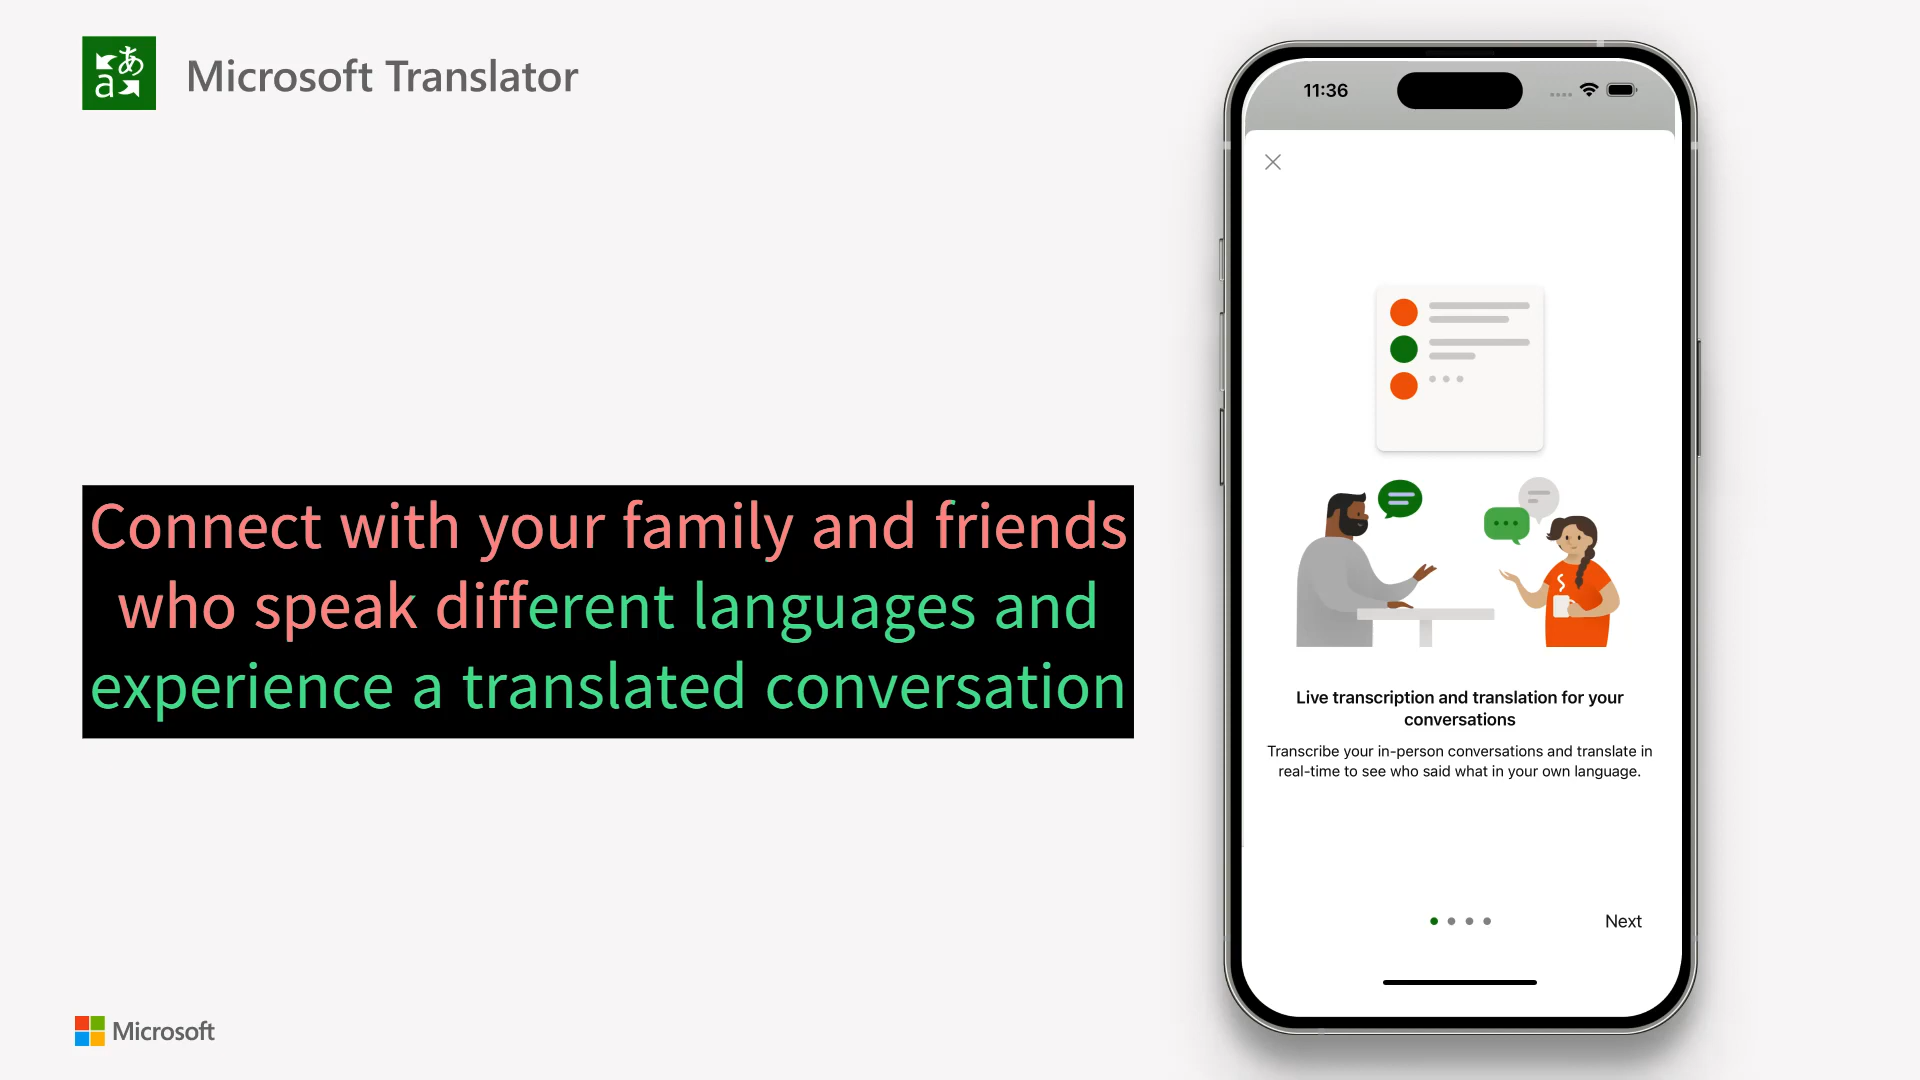 あ
a
Microsoft Translator
Connect with your family and friends
who speak different languages and
experience a translated conversation
Microsoft
11:36
Live transcription and translation for your
conversations
Transcribe your in-person conversations and translate in
real-time to see who said what in your own language.
Next